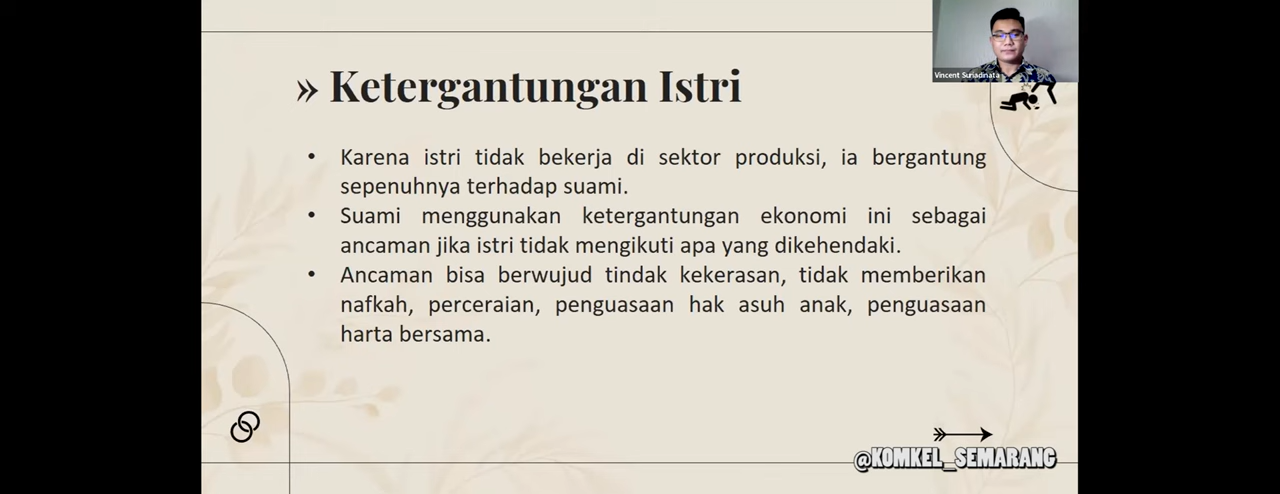 Vincent Suriadinata
» Ketergantungan Istri
• Karena istri tidak bekerja di sektor produksi, ia bergantung
sepenuhnya terhadap suami.
• Suami menggunakan ketergantungan ekonomi ini sebagai
ancaman jika istri tidak mengikuti apa yang dikehendaki.
• Ancaman bisa berwujud tindak kekerasan, tidak memberikan
nafkah, perceraian, penguasaan hak asuh anak, penguasaan
harta bersama.
@KOMKEL_SEMARANG